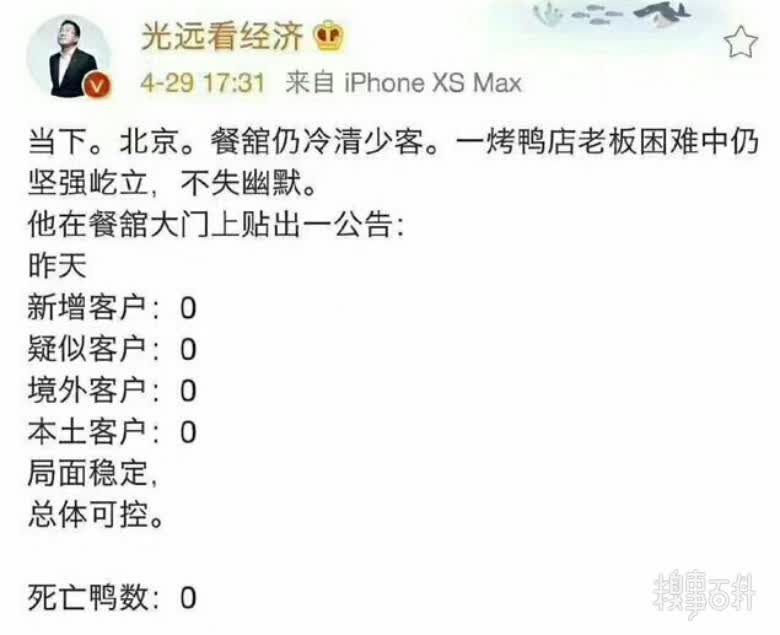 光远看经济
4-29 17:31 来自 iPhone XS Max
当下。北京。餐舘仍冷清少客。一烤鸭店老板困难中仍
坚强屹立，不失幽默。
他在餐舘大门上贴出一公告：
昨天
新增客户：0
疑似客户：0
境外客户：0
本土客户：0
局面稳定，
总体可控。
死亡鸭数：0
糗事百科